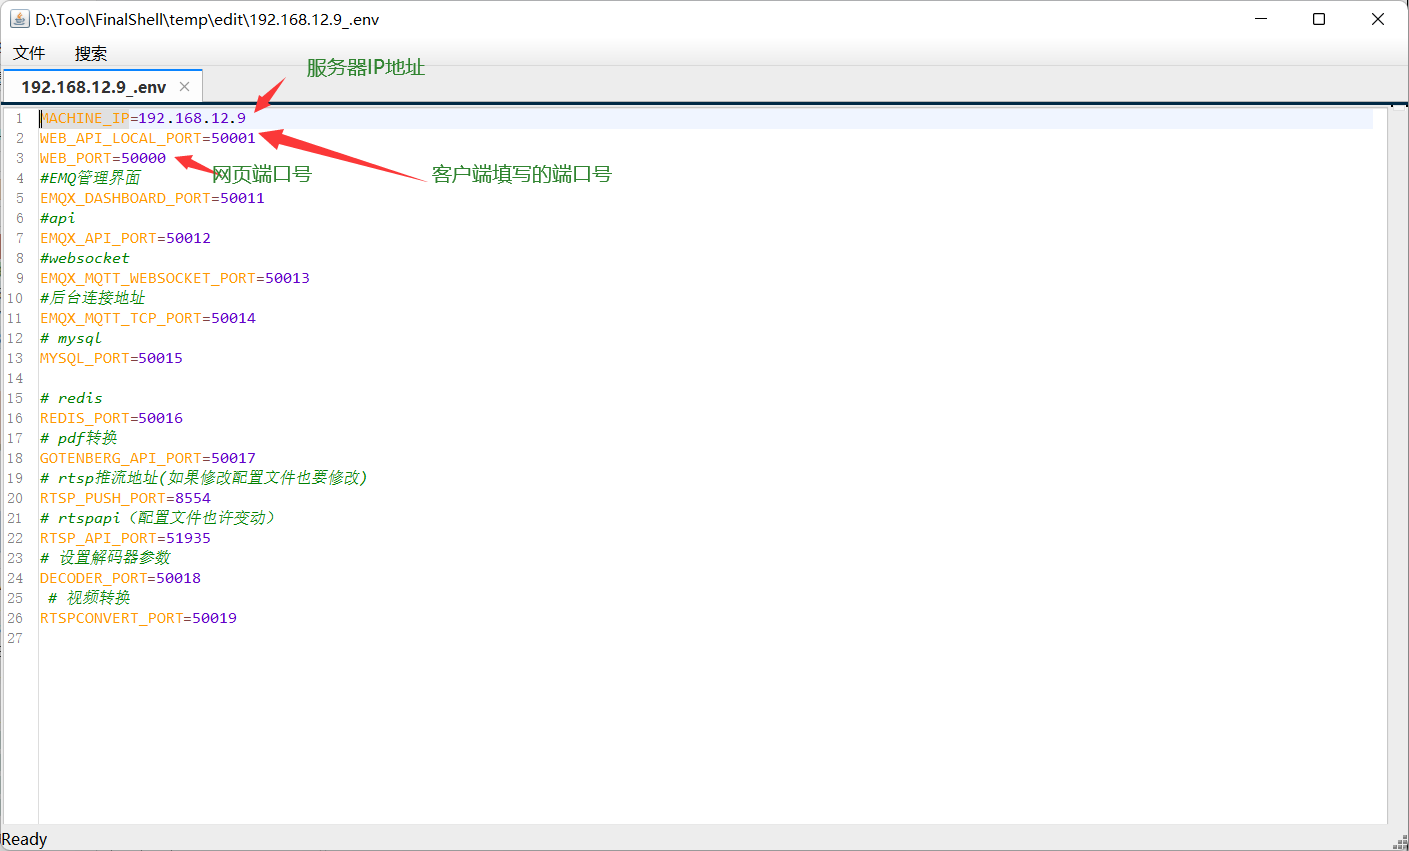 D:\Tool\FinalShell\temp\edit\192.168.12.9_.env
文件 搜索
192.168.12.9_.env
服务器IP地址
1 MACHINE_IP=192.168.12.9
2 WEB_API_LOCAL_PORT=50001
3 WEB_PORT=50000
网页端口号
客户端填写的端口号
4 #EMQ管理界面
5 EMQX_DASHBOARD_PORT=50011
6 #api
7 EMQX_API_PORT=50012
8 #websocket
9 EMQX_MQTT_WEBSOCKET_PORT=50013
10 #后台连接地址
11 EMQX_MQTT_TCP_PORT=50014
12 # mysql
13 MYSQL_PORT=50015
14
15 # redis
16 REDIS_PORT=50016
17 # pdf转换
18 GOTENBERG_API_PORT=50017
19 # rtsp推流地址(如果修改配置文件也要修改)
20 RTSP_PUSH_PORT=8554
21 # rtspapi（配置文件也许变动）
22 RTSP_API_PORT=51935
23 # 设置解码器参数
24 DECODER_PORT=50018
25 # 视频转换
26 RTSPCONVERT_PORT=50019
27
Ready